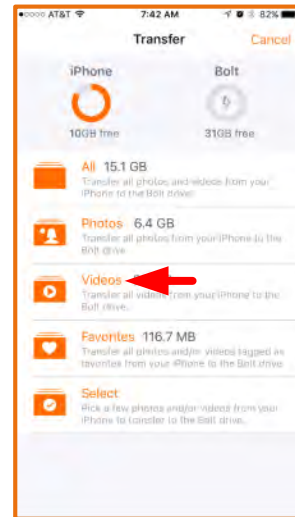 AT&T 7:42 AM 82%
Transfer Cancel
iPhone Bolt
10GB free 31GB free
All 15.1 GB
Transfer all photos and videos from your
iPhone to the Bolt drive.
Photos 6.4 GB
Transfer all photos from your iPhone to the
Bolt drive.
Videos
Transfer all videos from your iPhone to the
Bolt drive.
Favorites 116.7 MB
Transfer all photos and/or videos tagged as
favorites from your iPhone to the Bolt drive.
Select
Pick a few photos and/or videos from your
iPhone to transfer to the Bolt drive.